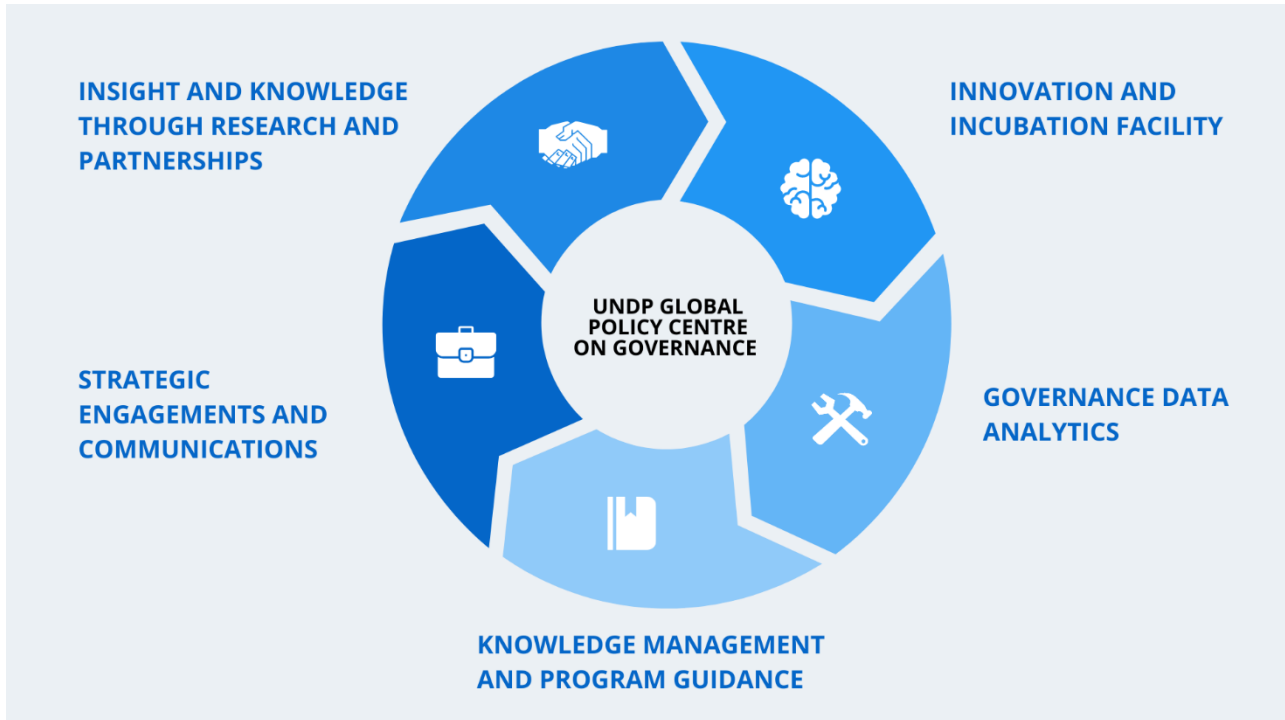 INSIGHT AND KNOWLEDGE
THROUGH RESEARCH AND
PARTNERSHIPS
INNOVATION AND
INCUBATION FACILITY
UNDP GLOBAL
POLICY CENTRE
ON GOVERNANCE
STRATEGIC
ENGAGEMENTS AND
COMMUNICATIONS
GOVERNANCE DATA
ANALYTICS
KNOWLEDGE MANAGEMENT
AND PROGRAM GUIDANCE